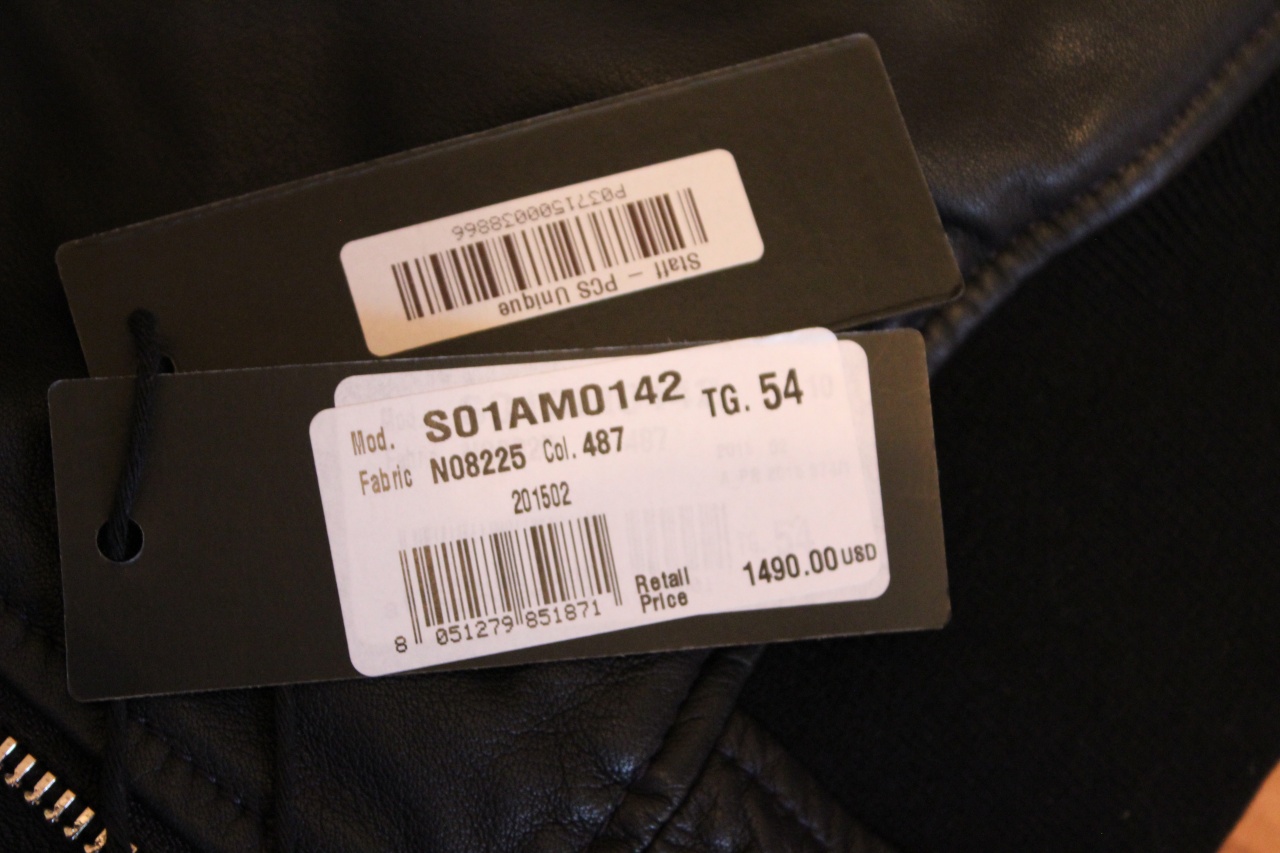 Staff - PCS Unique
P03715000038866
Mod. S01AM0142 TG. 54
Fabric N08225 Col. 487
201502
Retail
Price 1490.00 USD
8 051279 851871